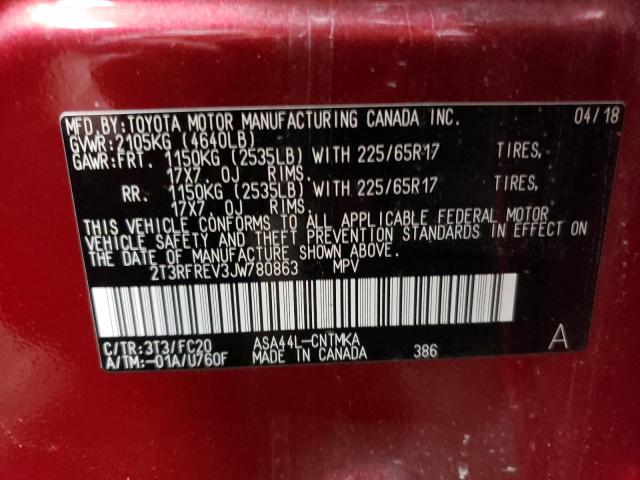 MFD. BY: TOYOTA MOTOR MANUFACTURING CANADA INC. 04/18
GVWR: 2105KG (4640LB)
GAWR: FRT. 1150KG (2535LB) WITH 225/65R17 TIRES,
17X7.0J RIMS.
RR. 1150KG (2535LB) WITH 225/65R17 TIRES,
17X7.0J RIMS.
THIS VEHICLE CONFORMS TO ALL APPLICABLE FEDERAL MOTOR
VEHICLE SAFETY AND THEFT PREVENTION STANDARDS IN EFFECT ON
THE DATE OF MANUFACTURE SHOWN ABOVE.
2T3RFREV3JW780863 MPV
C/TR: 3T3/FC20 ASA44L-CNTMKA A
A/TM: -01A/U760F MADE IN CANADA 386